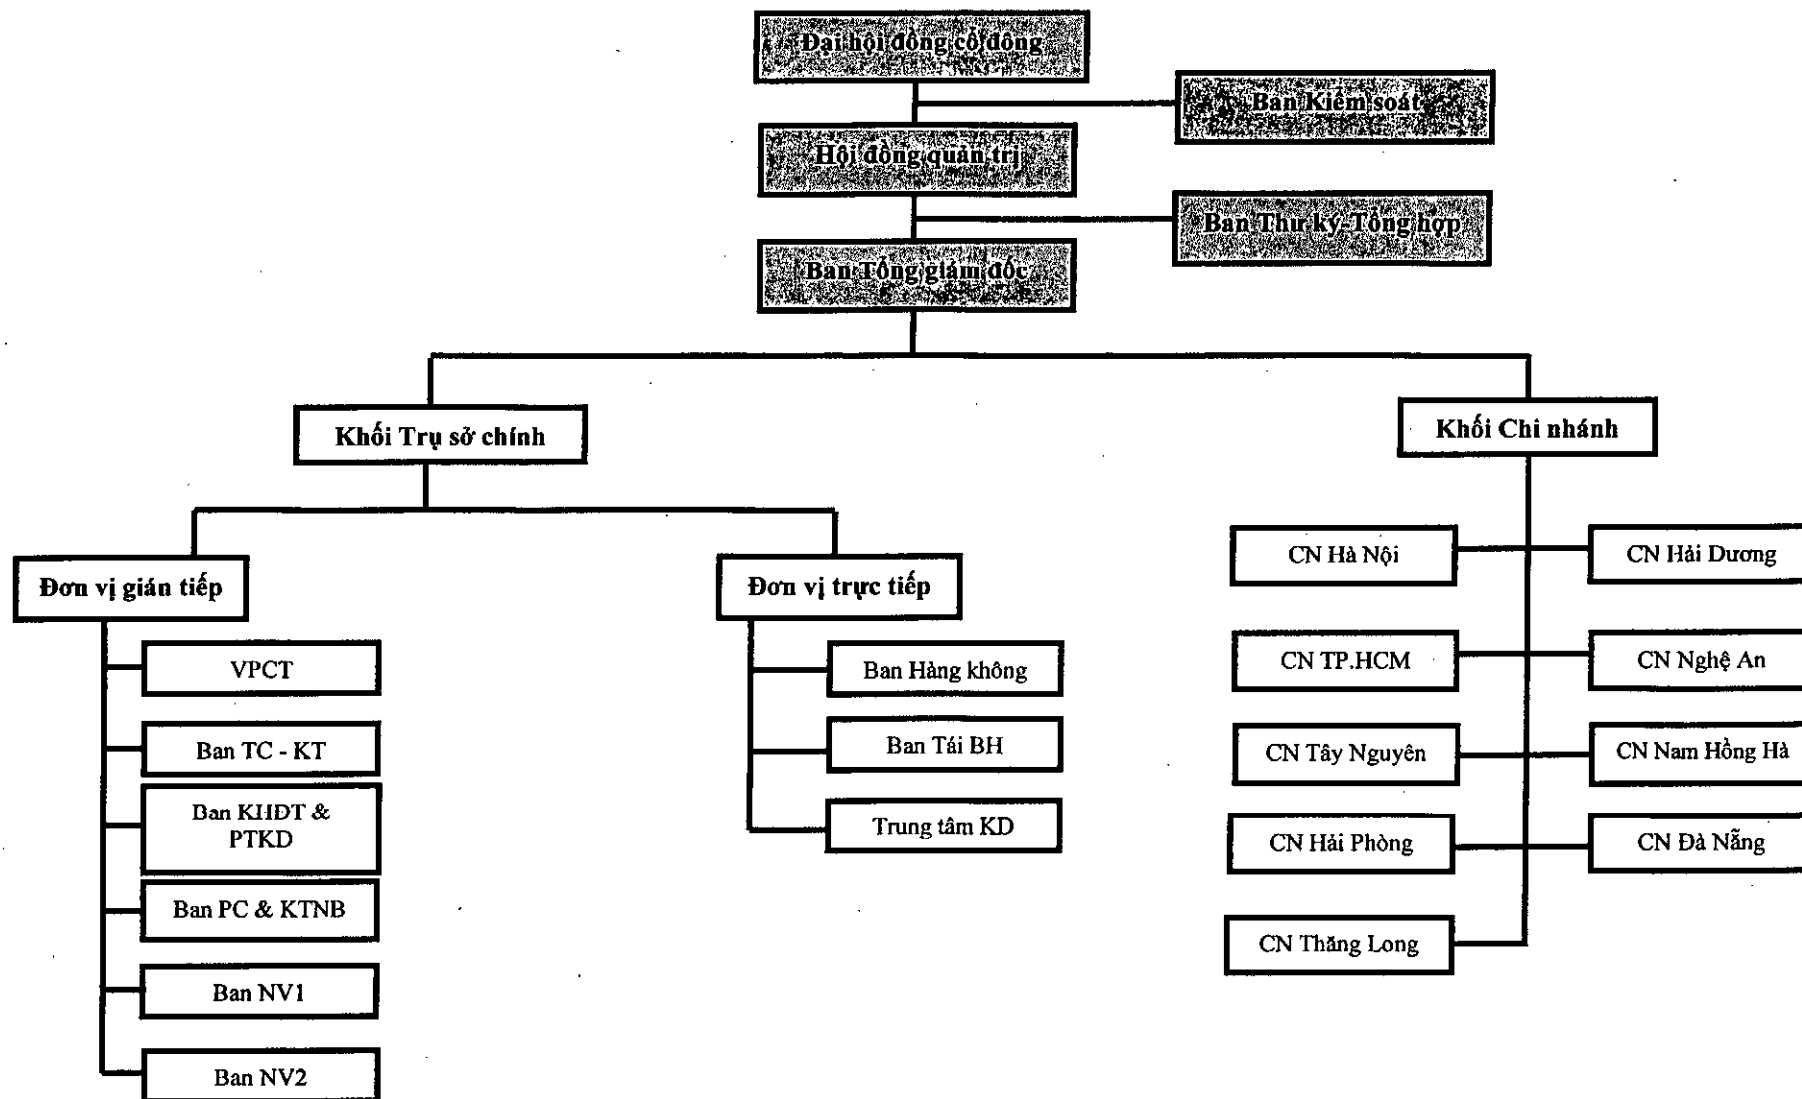 Đại hội đồng cổ đông
Ban Kiểm soát
Hội đồng quản trị
Ban Thư ký-Tổng hợp
Ban Tổng giám đốc
Khối Trụ sở chính
Khối Chi nhánh
Đơn vị gián tiếp
Đơn vị trực tiếp
VPCT
Ban TC - KT
Ban KHĐT &
PTKD
Ban PC & KTNB
Ban NV1
Ban NV2
Ban Hàng không
Ban Tái BH
Trung tâm KD
CN Hà Nội
CN Hải Dương
CN TP.HCM
CN Nghệ An
CN Tây Nguyên
CN Nam Hồng Hà
CN Hải Phòng
CN Đà Nẵng
CN Thăng Long